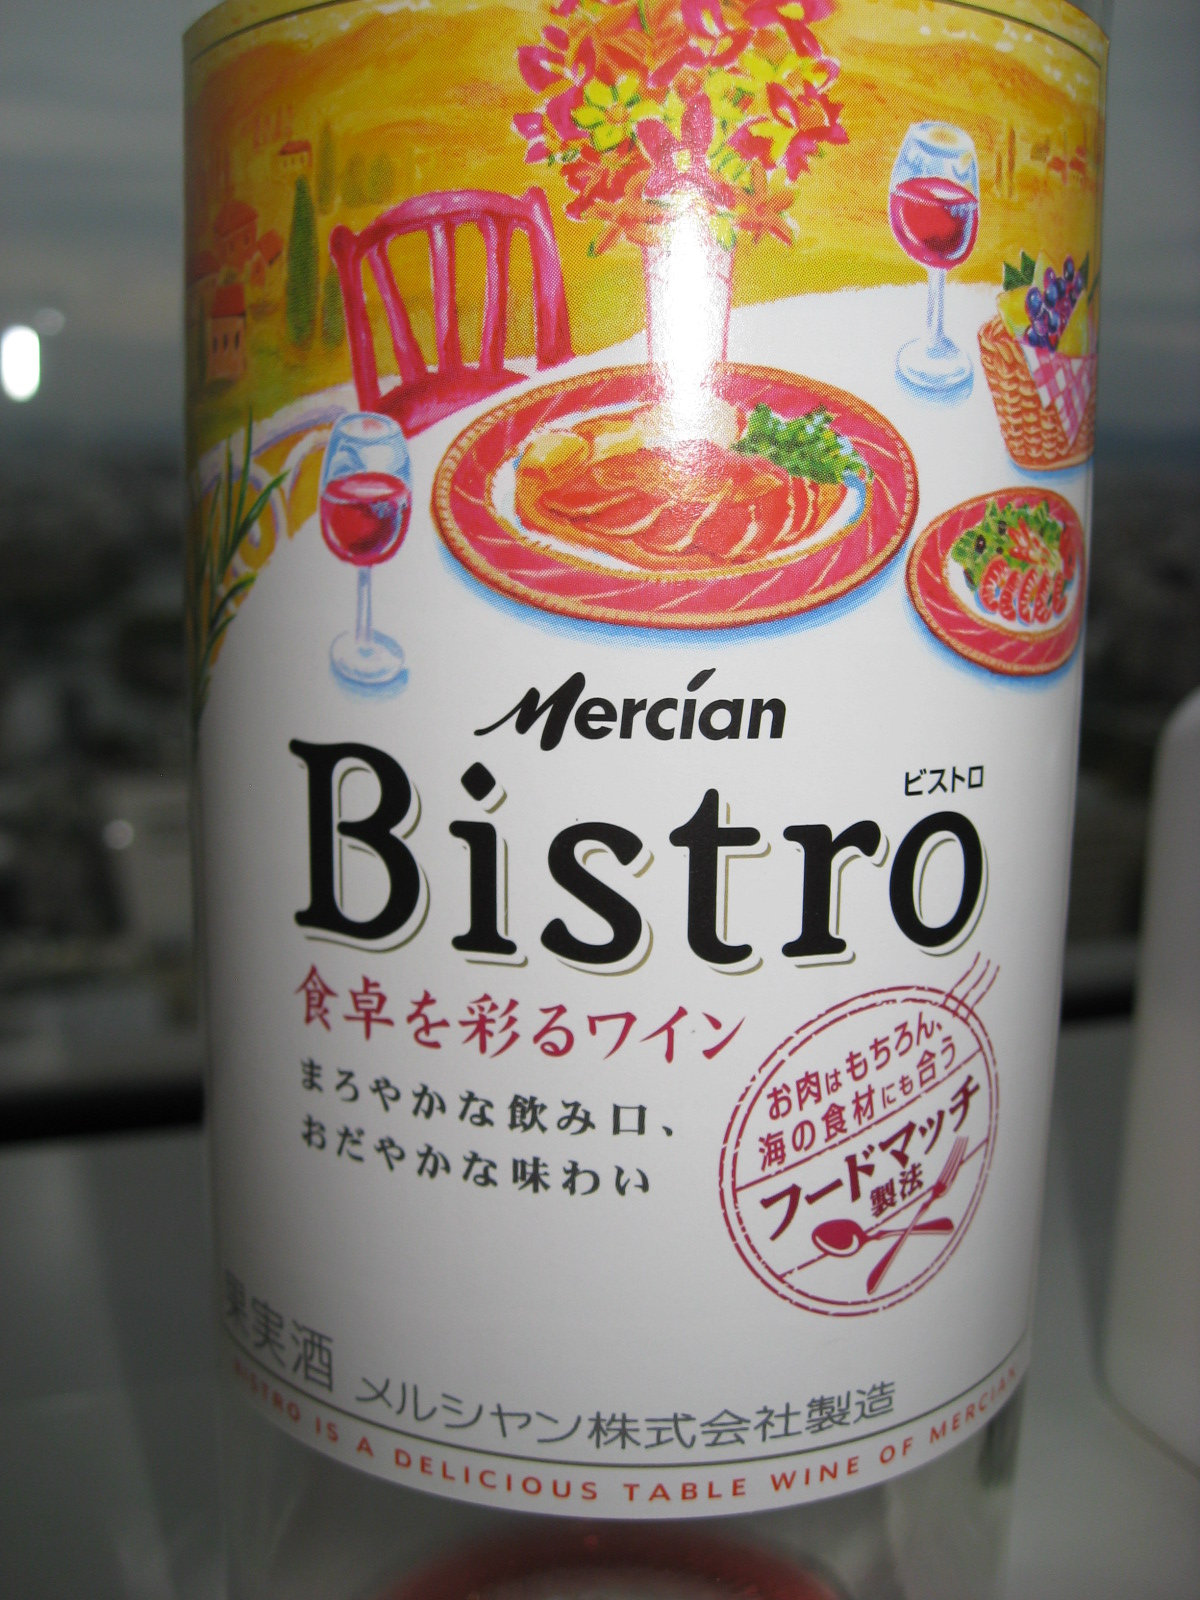 Mercian
ビストロ
Bistro
食卓を彩るワイン
まろやかな飲み口、
おだやかな味わい
お肉はもちろん、
海の食材にも合う
フードマッチ
製法
果実酒 メルシャン株式会社製造
BISTRO IS A DELICIOUS TABLE WINE OF MERCIAN